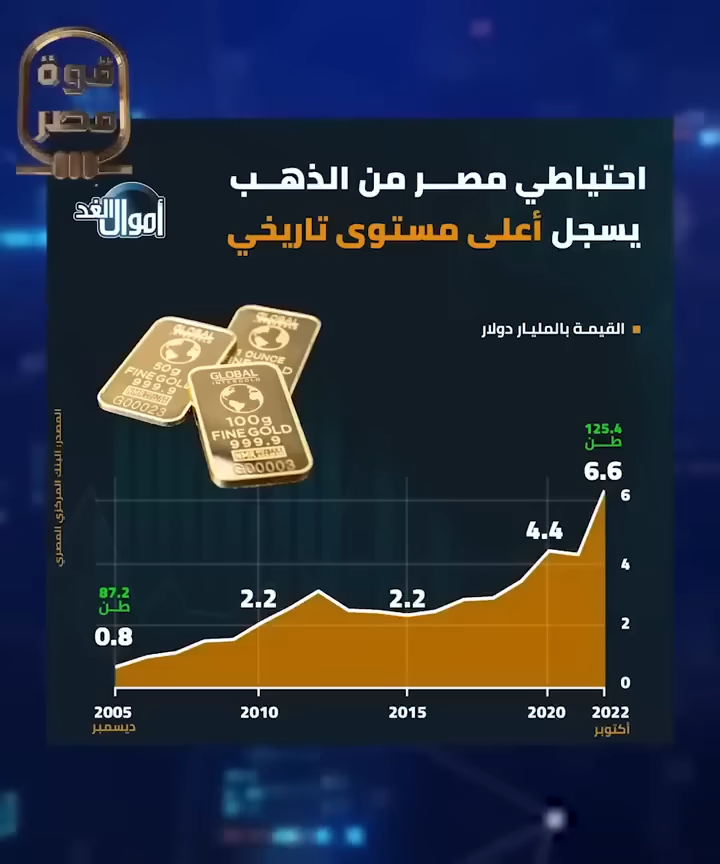 قوة
مصر
أموال الغد
احتياطي مصر من الذهب
يسجل أعلى مستوى تاريخي
القيمة بالمليار دولار
GLOBAL
50g
FINE GOLD
999.9
G00023
GLOBAL
1 OUNCE
GLOBAL
INTERGOLD
100g
FINE GOLD
999.9
G00003
المصدر: البنك المركزي المصري
125.4
طن
6.6
6
4.4
4
87.2
طن
0.8
2.2
2.2
2
0
2005
2010
2015
2020
2022
ديسمبر
أكتوبر